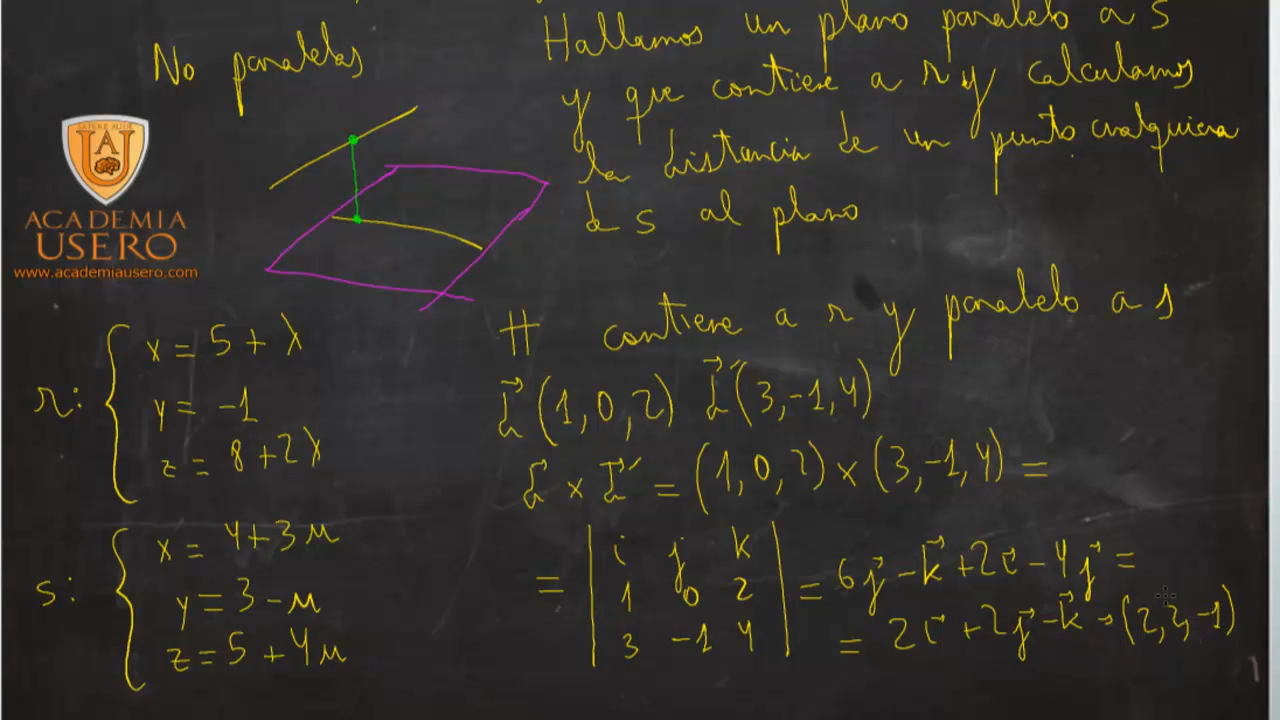 No paralelas
Hallamos un plano paralelo a s
y que contiene a r y calculamos
la distancia de un punto cualquiera
de s al plano
SAPERE AUDE
UA
ACADEMIA
USERO
www.academiausero.com
r: { x = 5 + λ
y = -1
z = 8 + 2λ
s: { x = 4 + 3μ
y = 3 - μ
z = 5 + 4μ
π contiene a r y paralelo a s
u⃗ (1, 0, 2) u⃗' (3, -1, 4)
u⃗ × u⃗' = (1, 0, 2) × (3, -1, 4) =
= | i j k |
| 1 0 2 |
| 3 -1 4 | = 6j⃗ - k⃗ + 2i⃗ - 4j⃗ =
= 2i⃗ + 2j⃗ - k⃗ → (2, 2, -1)